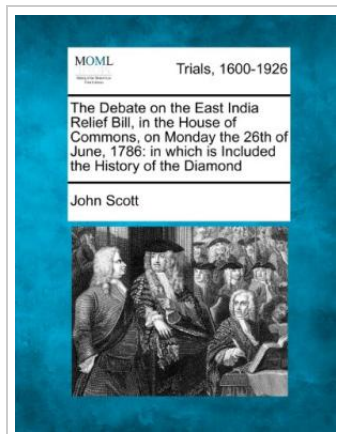 MOML
Trials, 1600-1926
The Debate on the East India
Relief Bill, in the House of
Commons, on Monday the 26th of
June, 1786: in which is Included
the History of the Diamond
John Scott